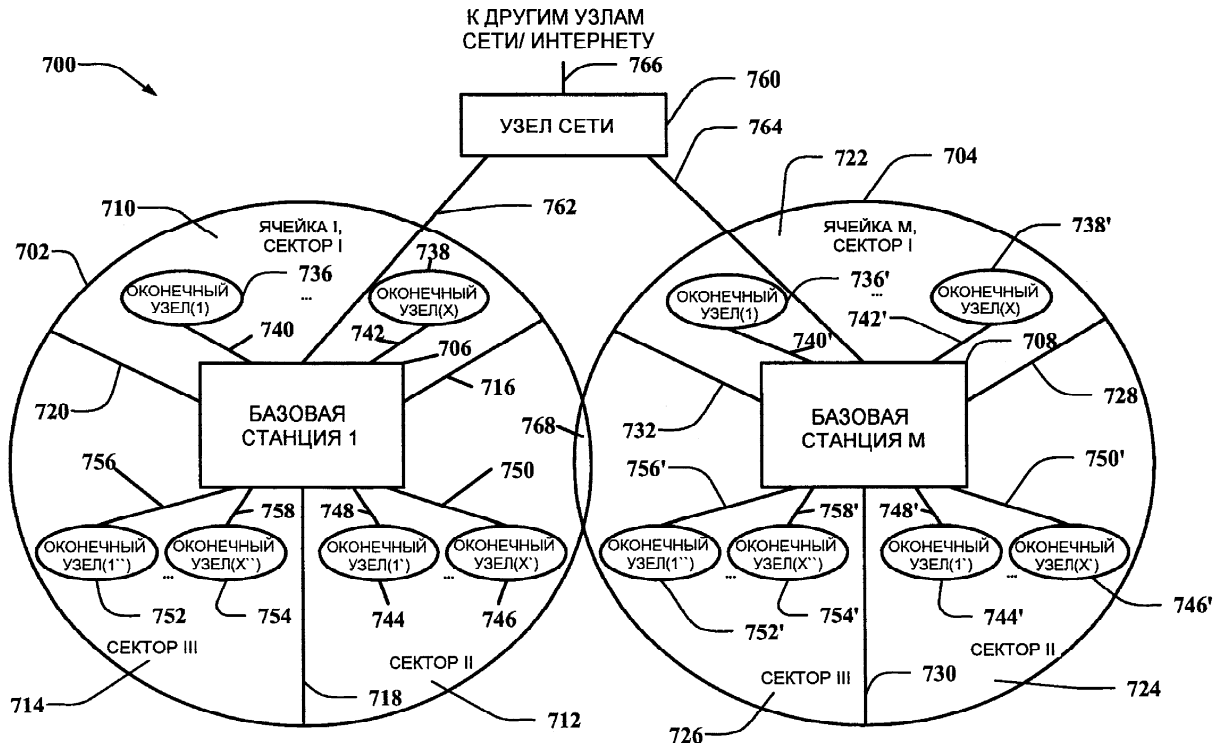 К ДРУГИМ УЗЛАМ
СЕТИ/ ИНТЕРНЕТУ
700
766
760
УЗЕЛ СЕТИ
764
722
704
710
762
ЯЧЕЙКА I,
СЕКТОР I
ЯЧЕЙКА М,
СЕКТОР I
738'
702
736
738
736'
...
...
ОКОНЕЧНЫЙ
УЗЕЛ(1)
ОКОНЕЧНЫЙ
УЗЕЛ(X)
ОКОНЕЧНЫЙ
УЗЕЛ(1)
ОКОНЕЧНЫЙ
УЗЕЛ(X)
740
742
706
740'
742'
708
716
720
БАЗОВАЯ
СТАНЦИЯ 1
768
732
БАЗОВАЯ
СТАНЦИЯ М
728
756
750
756'
750'
758
748
758'
748'
ОКОНЕЧНЫЙ
УЗЕЛ(1``)
...
ОКОНЕЧНЫЙ
УЗЕЛ(X``)
ОКОНЕЧНЫЙ
УЗЕЛ(1`)
...
ОКОНЕЧНЫЙ
УЗЕЛ(X`)
ОКОНЕЧНЫЙ
УЗЕЛ(1``)
...
ОКОНЕЧНЫЙ
УЗЕЛ(X``)
ОКОНЕЧНЫЙ
УЗЕЛ(1`)
...
ОКОНЕЧНЫЙ
УЗЕЛ(X`)
752
754
744
746
752'
754'
744'
746'
СЕКТОР III
СЕКТОР II
СЕКТОР III
СЕКТОР II
714
718
712
726
730
724